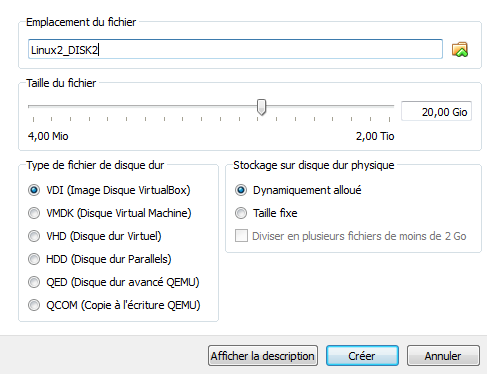 Emplacement du fichier
Linux2_DISK2
Taille du fichier
20,00 Gio
4,00 Mio 2,00 Tio
Type de fichier de disque dur
VDI (Image Disque VirtualBox)
VMDK (Disque Virtual Machine)
VHD (Disque dur Virtuel)
HDD (Disque dur Parallels)
QED (Disque dur avancé QEMU)
QCOM (Copie à l'écriture QEMU)
Stockage sur disque dur physique
Dynamiquement alloué
Taille fixe
Diviser en plusieurs fichiers de moins de 2 Go
Afficher la description Créer Annuler